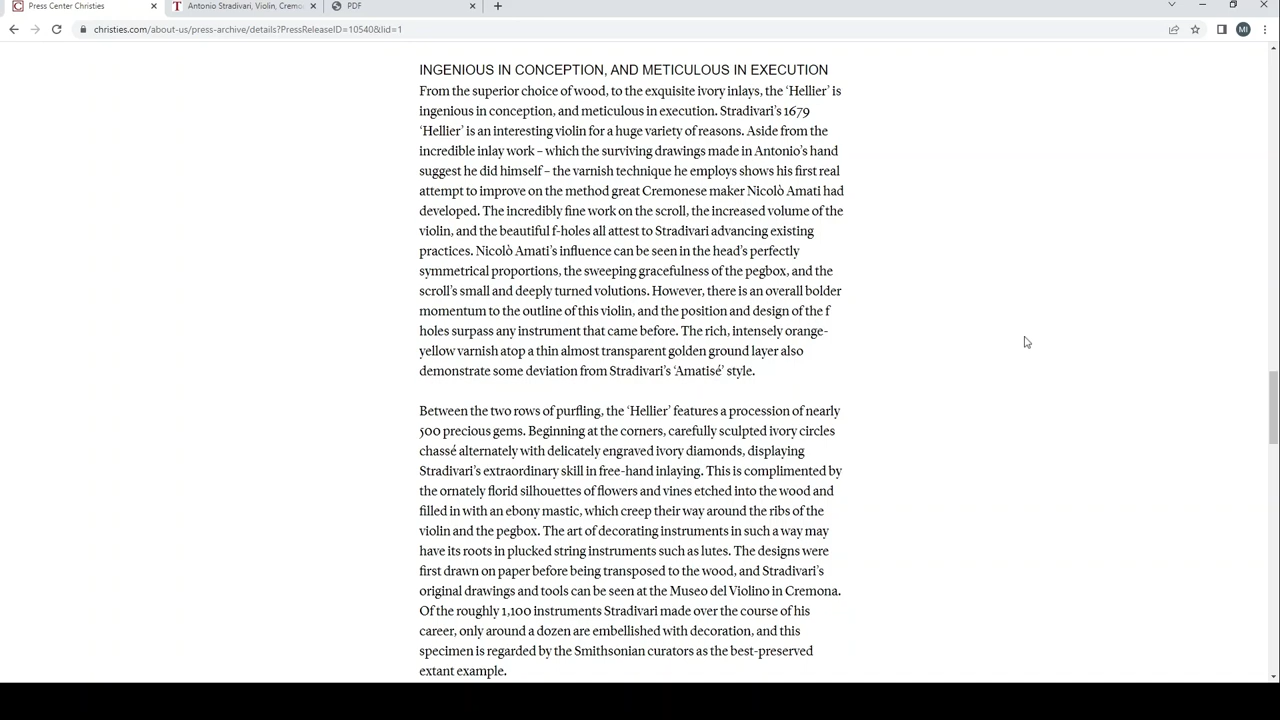 Press Center Christies
Antonio Stradivari, Violin, Cremo
PDF
christies.com/about-us/press-archive/details?PressReleaseID=10540&lid=1
MI
INGENIOUS IN CONCEPTION, AND METICULOUS IN EXECUTION
From the superior choice of wood, to the exquisite ivory inlays, the ‘Hellier’ is
ingenious in conception, and meticulous in execution. Stradivari’s 1679
‘Hellier’ is an interesting violin for a huge variety of reasons. Aside from the
incredible inlay work – which the surviving drawings made in Antonio’s hand
suggest he did himself – the varnish technique he employs shows his first real
attempt to improve on the method great Cremonese maker Nicolò Amati had
developed. The incredibly fine work on the scroll, the increased volume of the
violin, and the beautiful f-holes all attest to Stradivari advancing existing
practices. Nicolò Amati’s influence can be seen in the head’s perfectly
symmetrical proportions, the sweeping gracefulness of the pegbox, and the
scroll’s small and deeply turned volutions. However, there is an overall bolder
momentum to the outline of this violin, and the position and design of the f
holes surpass any instrument that came before. The rich, intensely orange-
yellow varnish atop a thin almost transparent golden ground layer also
demonstrate some deviation from Stradivari’s ‘Amatisé’ style.
Between the two rows of purfling, the ‘Hellier’ features a procession of nearly
500 precious gems. Beginning at the corners, carefully sculpted ivory circles
chassé alternately with delicately engraved ivory diamonds, displaying
Stradivari’s extraordinary skill in free-hand inlaying. This is complimented by
the ornately florid silhouettes of flowers and vines etched into the wood and
filled in with an ebony mastic, which creep their way around the ribs of the
violin and the pegbox. The art of decorating instruments in such a way may
have its roots in plucked string instruments such as lutes. The designs were
first drawn on paper before being transposed to the wood, and Stradivari’s
original drawings and tools can be seen at the Museo del Violino in Cremona.
Of the roughly 1,100 instruments Stradivari made over the course of his
career, only around a dozen are embellished with decoration, and this
specimen is regarded by the Smithsonian curators as the best-preserved
extant example.